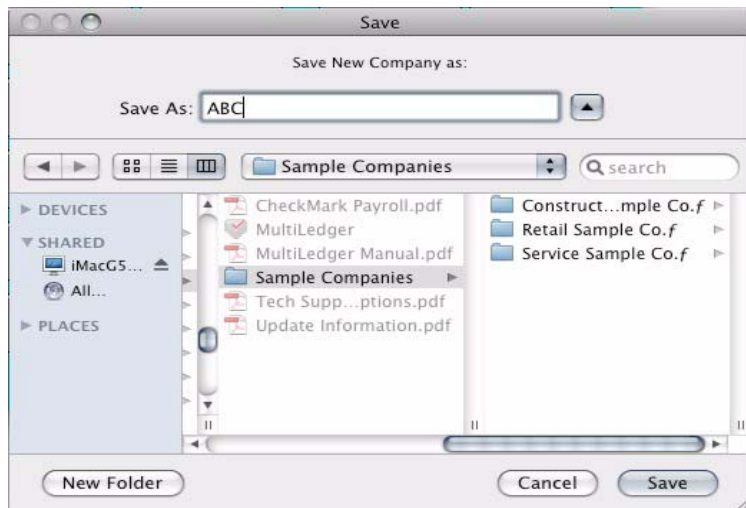 Save
Save New Company as:
Save As: ABC
Sample Companies
search
DEVICES
SHARED
iMacG5...
All...
PLACES
CheckMark Payroll.pdf
MultiLedger
MultiLedger Manual.pdf
Sample Companies
Tech Supp...ptions.pdf
Update Information.pdf
Construct...mple Co.ƒ
Retail Sample Co.ƒ
Service Sample Co.ƒ
New Folder
Cancel
Save